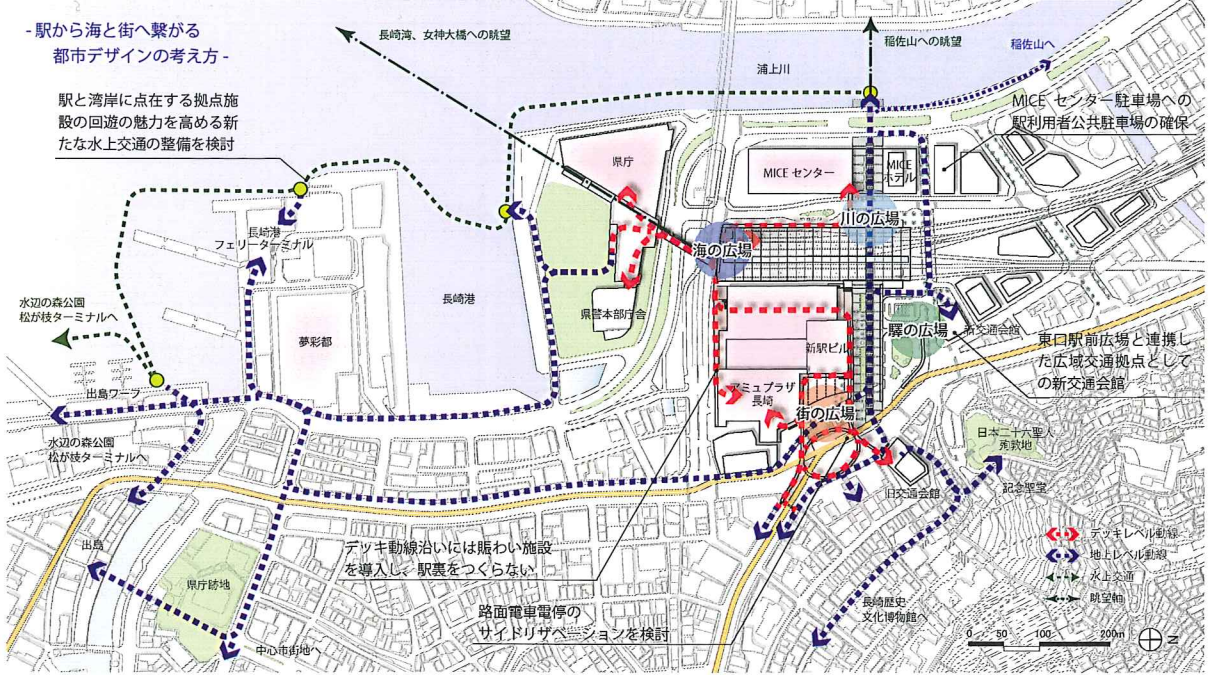 - 駅から海と街へ繋がる
都市デザインの考え方 -
駅と湾岸に点在する拠点施
設の回遊の魅力を高める新
たな水上交通の整備を検討
長崎湾、女神大橋への眺望
稲佐山への眺望
稲佐山へ
浦上川
MICE センター駐車場への
駅利用者公共駐車場の確保
県庁
MICE センター
MICE
ホテル
川の広場
海の広場
長崎港
フェリーターミナル
長崎港
県警本部庁舎
水辺の森公園
松が枝ターミナルへ
夢彩都
新駅ビル
驛の広場
新交通会館
東口駅前広場と連携し
た広域交通拠点として
の新交通会館
出島ワーフ
アミュプラザ
長崎
街の広場
水辺の森公園
松が枝ターミナルへ
日本二十六聖人
殉教地
記念聖堂
旧交通会館
出島
県庁跡地
中心市街地へ
デッキ動線沿いには賑わい施設
を導入し、駅裏をつくらない
路面電車電停の
サイドリザベーションを検討
長崎歴史
文化博物館へ
デッキレベル動線
地上レベル動線
水上交通
眺望軸
0 50 100 200m
N